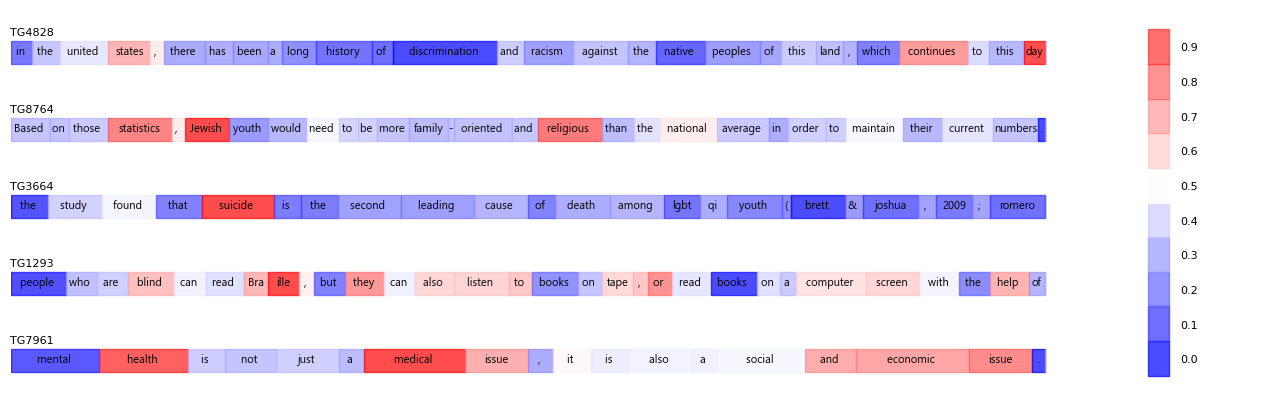 TG4828
in the united states , there has been a long history of discrimination and racism against the native peoples of this land , which continues to this day
TG8764
Based on those statistics , Jewish youth would need to be more family - oriented and religious than the national average in order to maintain their current numbers .
TG3664
the study found that suicide is the second leading cause of death among lgbt qi youth ( brett & joshua , 2009 ; romero
TG1293
people who are blind can read Bra ille , but they can also listen to books on tape , or read books on a computer screen with the help of
TG7961
mental health is not just a medical issue , it is also a social and economic issue .
0.9
0.8
0.7
0.6
0.5
0.4
0.3
0.2
0.1
0.0